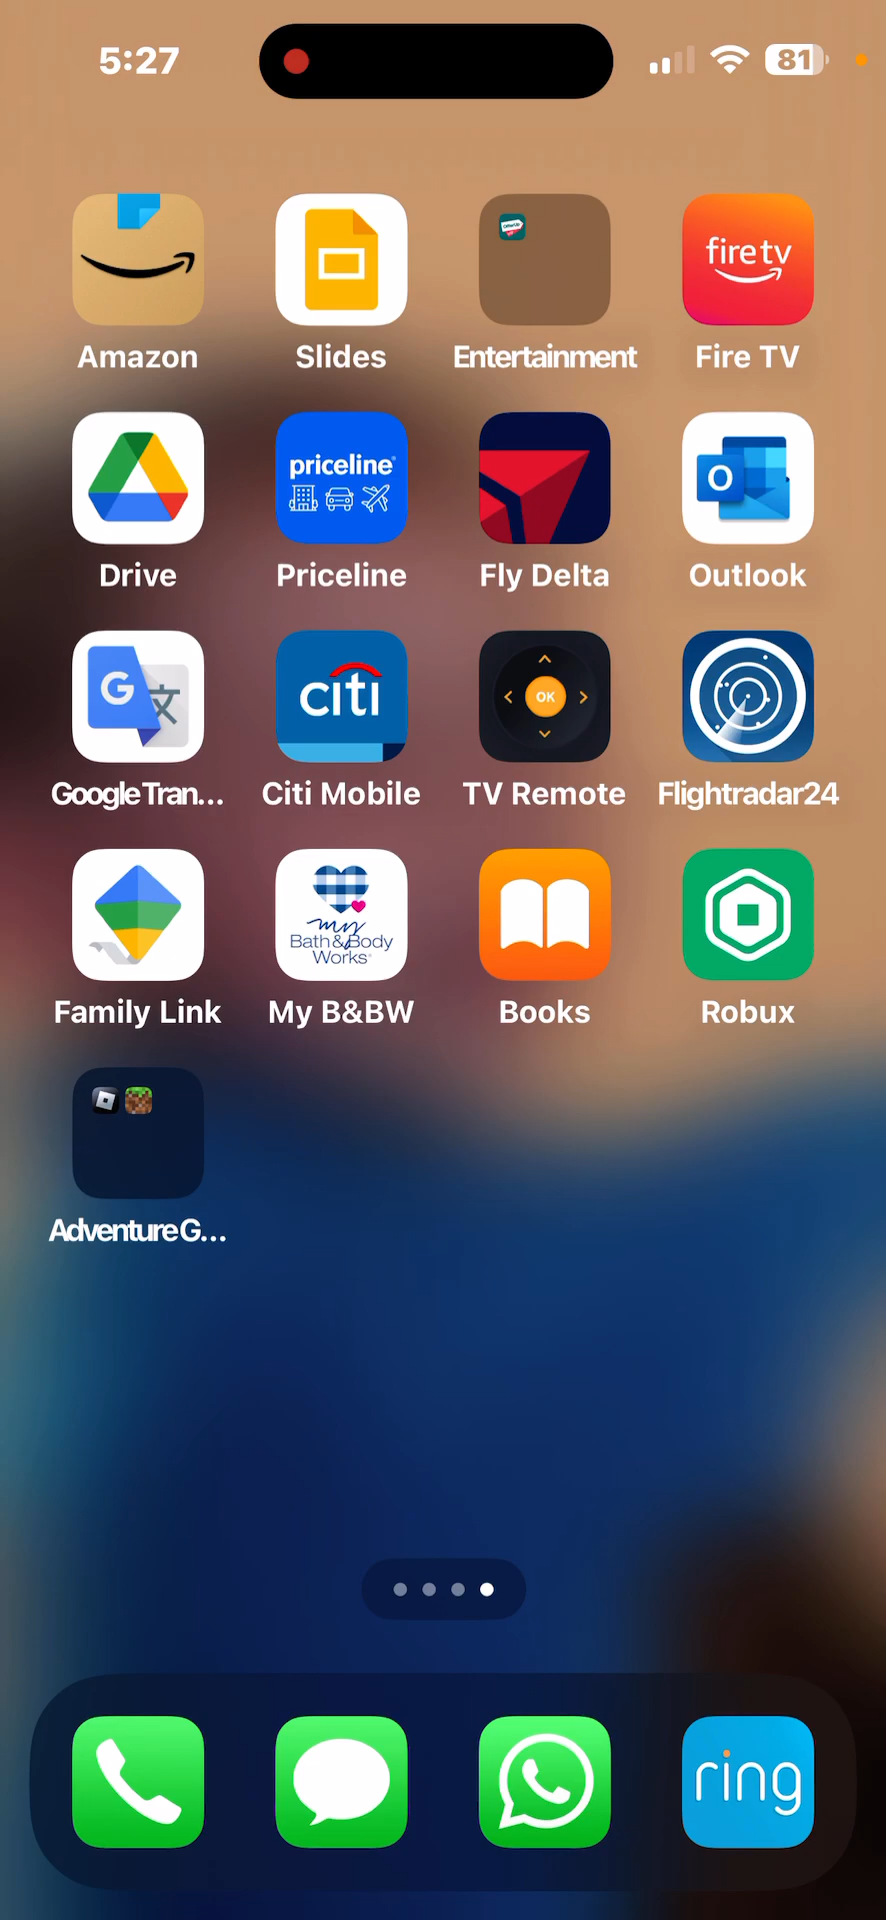 5:27
81
fire tv
Amazon
Slides
Entertainment
Fire TV
priceline
O
Drive
Priceline
Fly Delta
Outlook
G 文
citi
OK
Google Tran...
Citi Mobile
TV Remote
Flightradar24
my
Bath & Body
Works
Family Link
My B&BW
Books
Robux
Adventure G...
ring